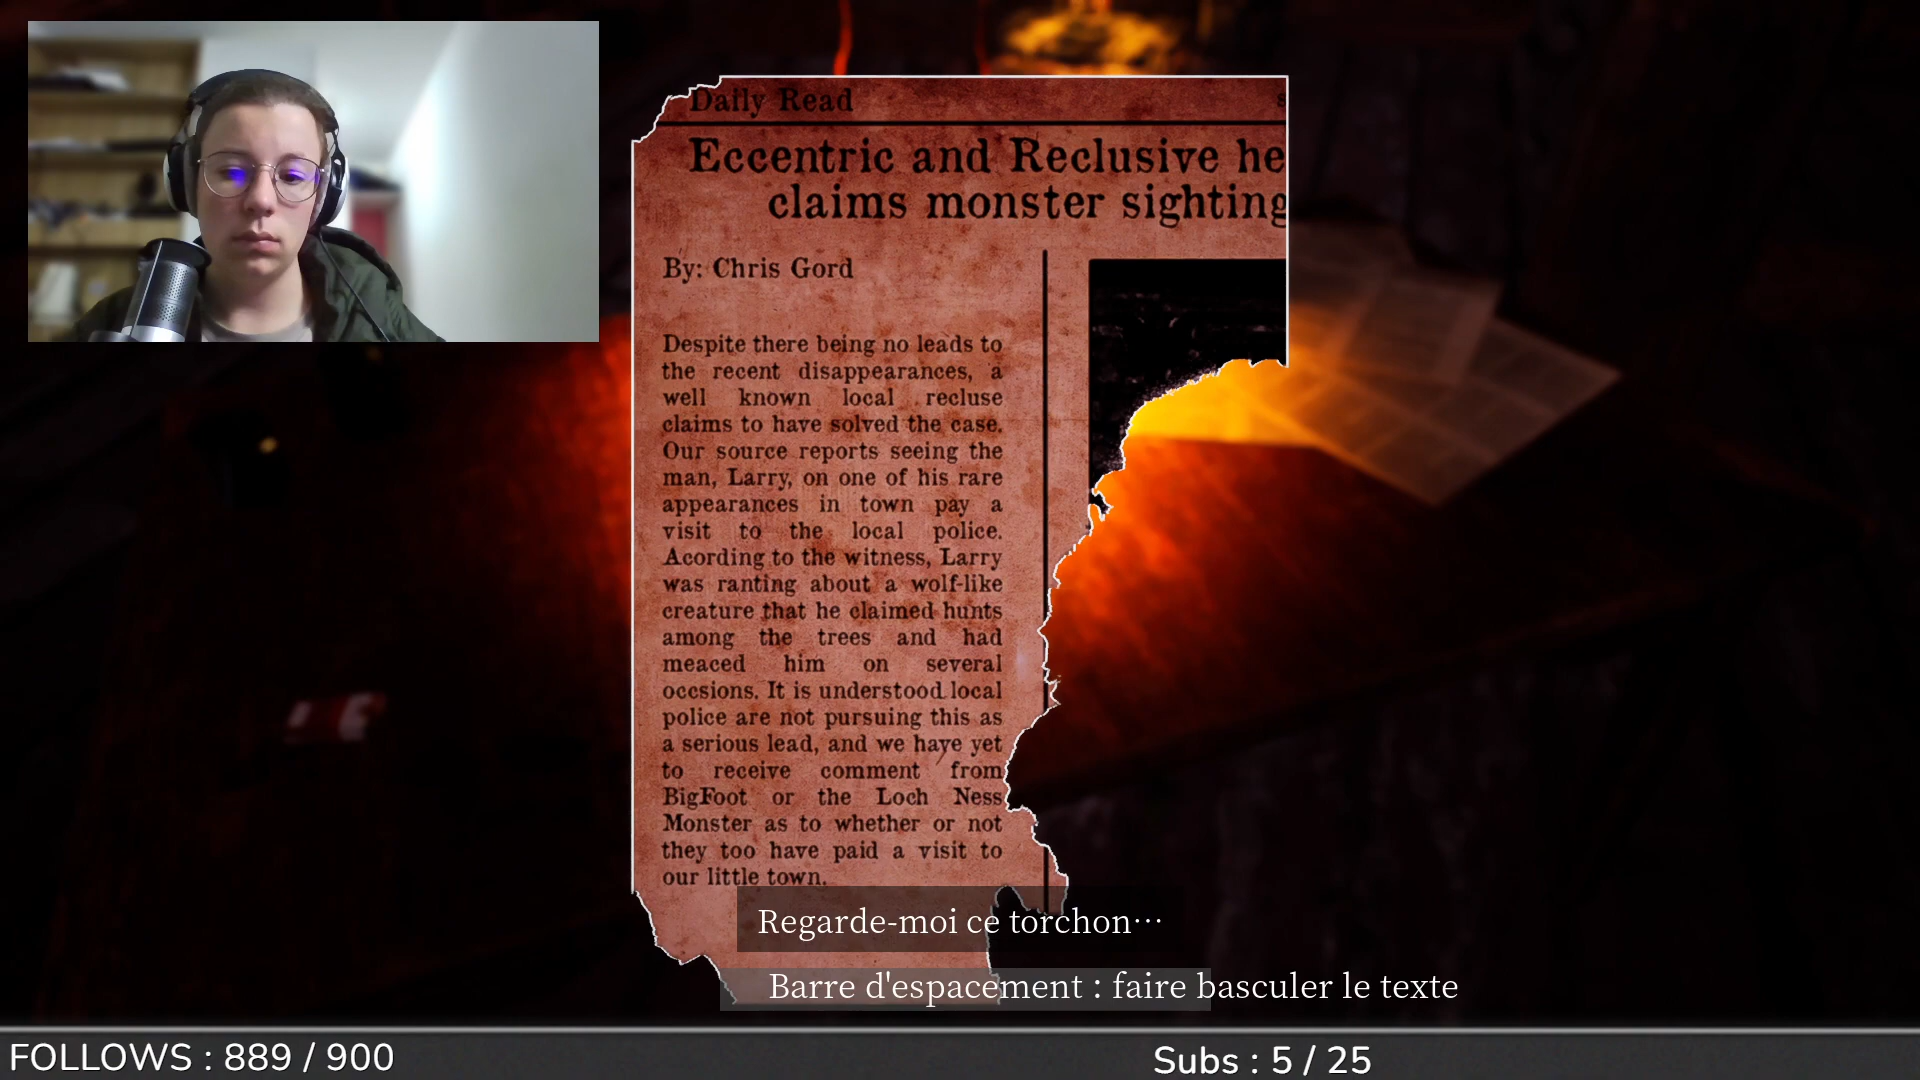 Daily Read
Eccentric and Reclusive he
claims monster sighting
By: Chris Gord
Despite there being no leads to
the recent disappearances, a
well known local recluse
claims to have solved the case.
Our source reports seeing the
man, Larry, on one of his rare
appearances in town pay a
visit to the local police.
Acording to the witness, Larry
was ranting about a wolf-like
creature that he claimed hunts
among the trees and had
meaced him on several
occsions. It is understood local
police are not pursuing this as
a serious lead, and we have yet
to receive comment from
BigFoot or the Loch Ness
Monster as to whether or not
they too have paid a visit to
our little town.
Regarde-moi ce torchon…
Barre d'espacement : faire basculer le texte
FOLLOWS : 889 / 900
Subs : 5 / 25